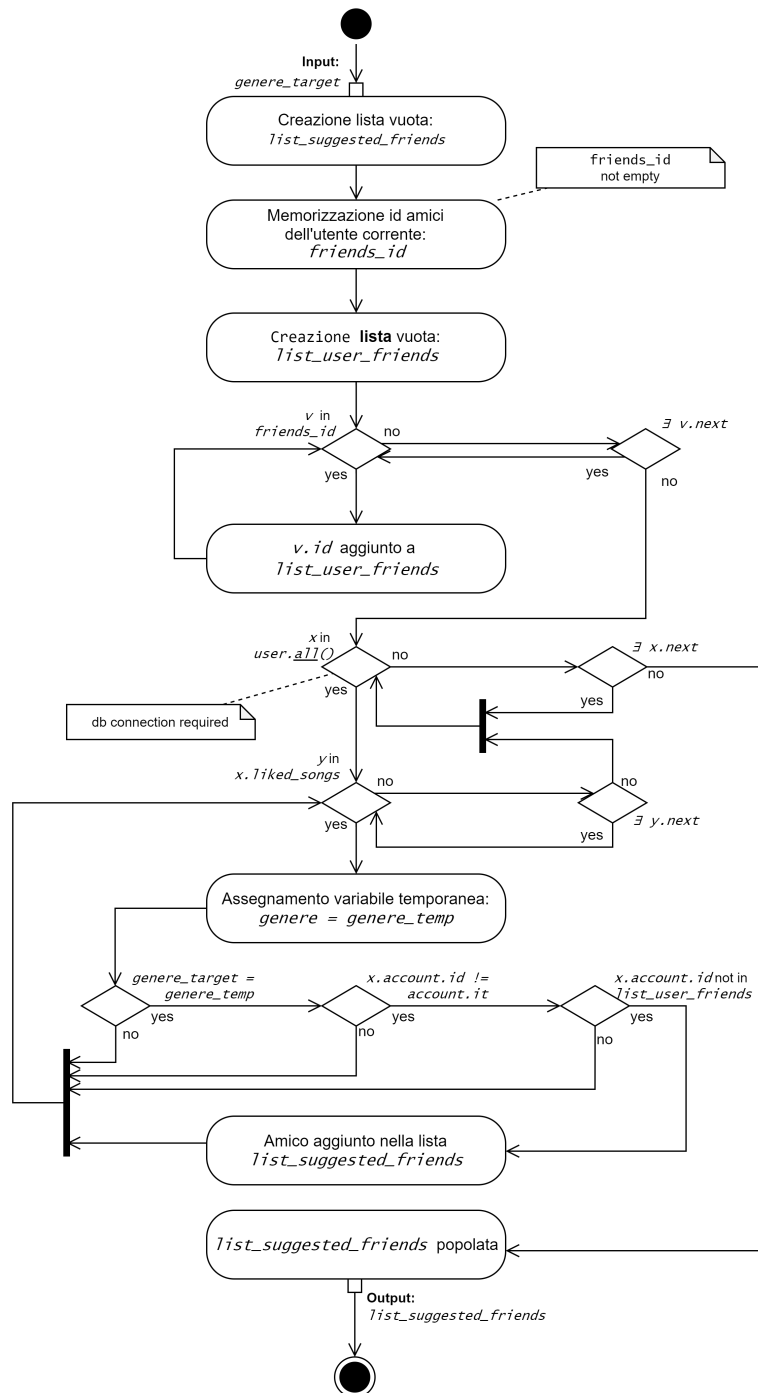 Input:
genere_target
Creazione lista vuota:
list_suggested_friends
friends_id
not empty
Memorizzazione id amici
dell'utente corrente:
friends_id
Creazione lista vuota:
list_user_friends
v in
friends_id
no
∃ v.next
yes
yes
no
v.id aggiunto a
list_user_friends
x in
user.all()
no
∃ x.next
no
yes
yes
db connection required
y in
x.liked_songs
no
no
∃ y.next
yes
yes
Assegnamento variabile temporanea:
genere = genere_temp
genere_target =
genere_temp
yes
no
x.account.id !=
account.it
yes
no
x.account.id not in
list_user_friends
yes
no
Amico aggiunto nella lista
list_suggested_friends
list_suggested_friends popolata
Output:
list_suggested_friends